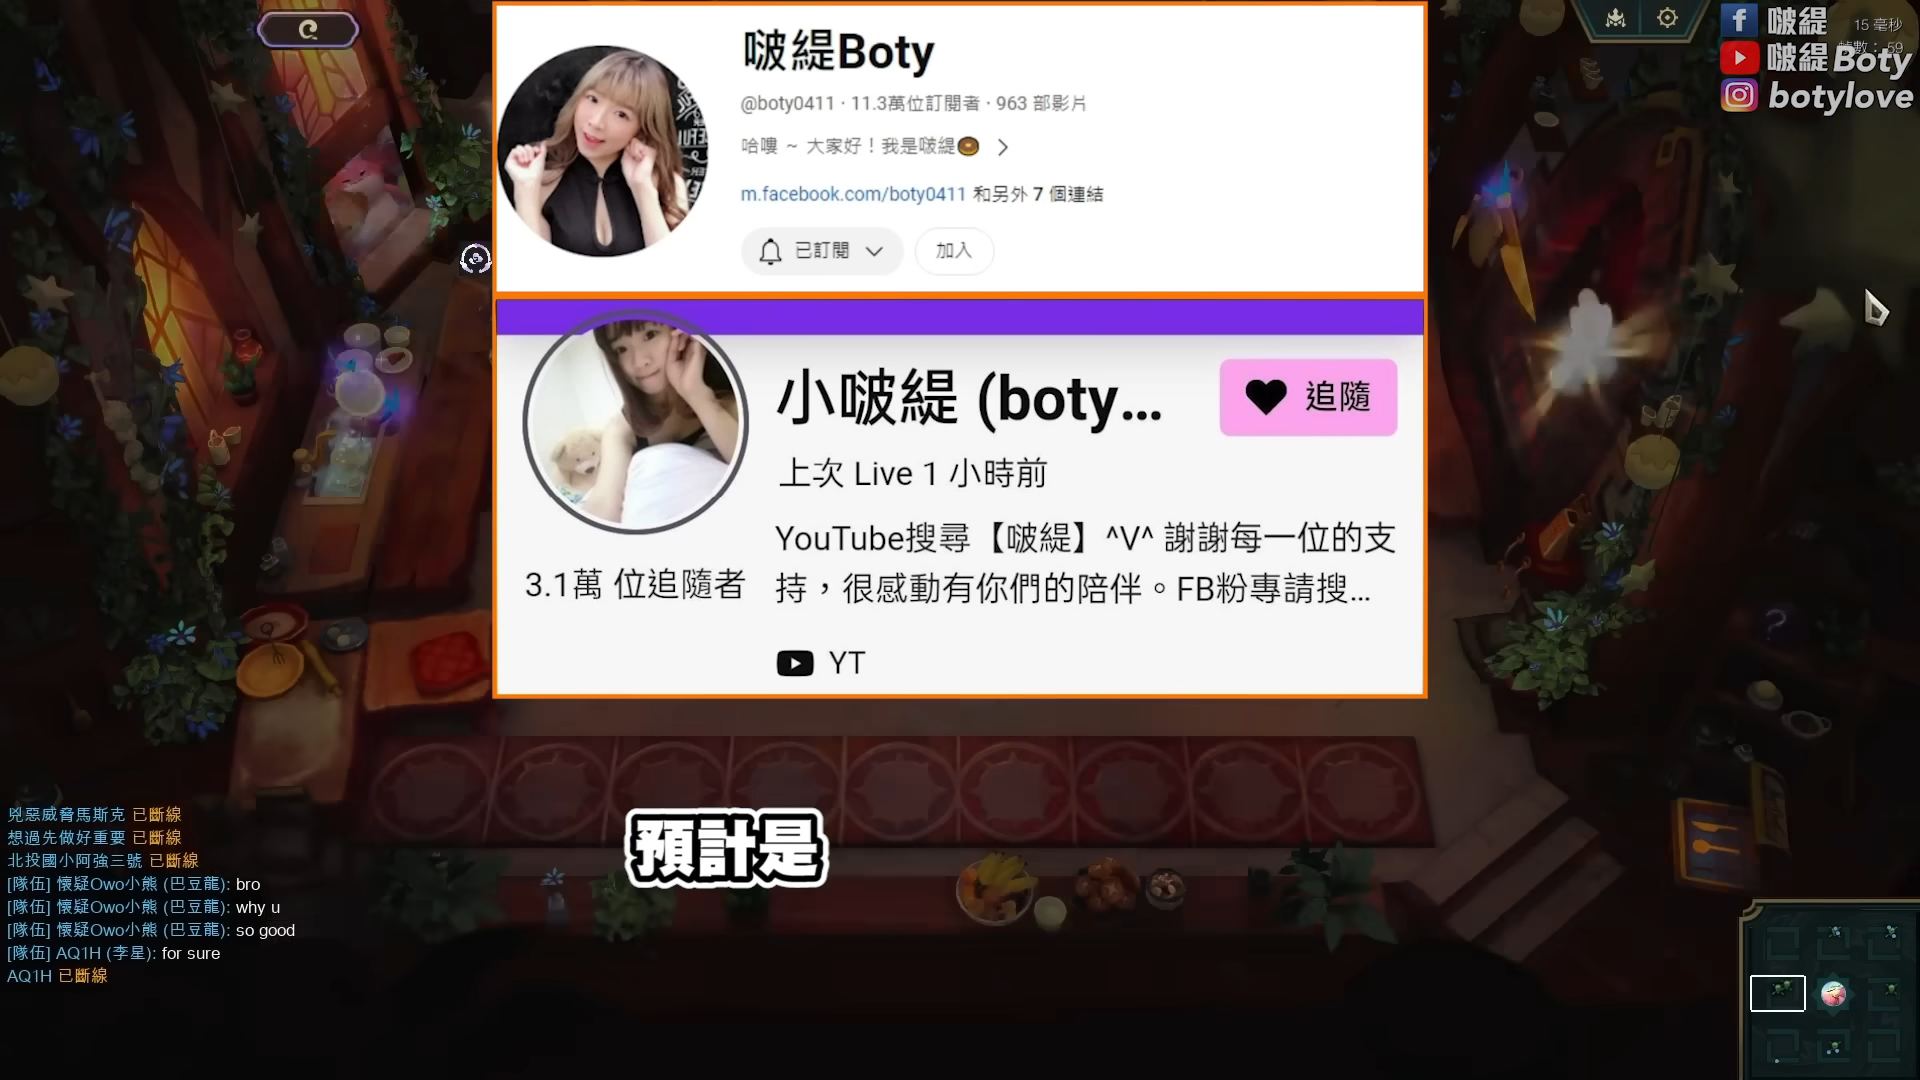 啵緹Boty
@boty0411 · 11.3萬位訂閱者 · 963 部影片
哈嘍 ~ 大家好！我是啵緹🍩
m.facebook.com/boty0411 和另外 7 個連結
已訂閱
加入
啵緹
15 毫秒
啵緹Boty
幀數： 59
botylove
小啵緹 (boty...
追隨
上次 Live 1 小時前
YouTube搜尋【啵緹】^V^ 謝謝每一位的支
持，很感動有你們的陪伴。FB粉專請搜...
3.1萬 位追隨者
YT
預計是
兇惡威脅馬斯克 已斷線
想過先做好重要 已斷線
北投國小阿強三號 已斷線
[隊伍] 懷疑Owo小熊 (巴豆龍): bro
[隊伍] 懷疑Owo小熊 (巴豆龍): why u
[隊伍] 懷疑Owo小熊 (巴豆龍): so good
[隊伍] AQ1H (李星): for sure
AQ1H 已斷線